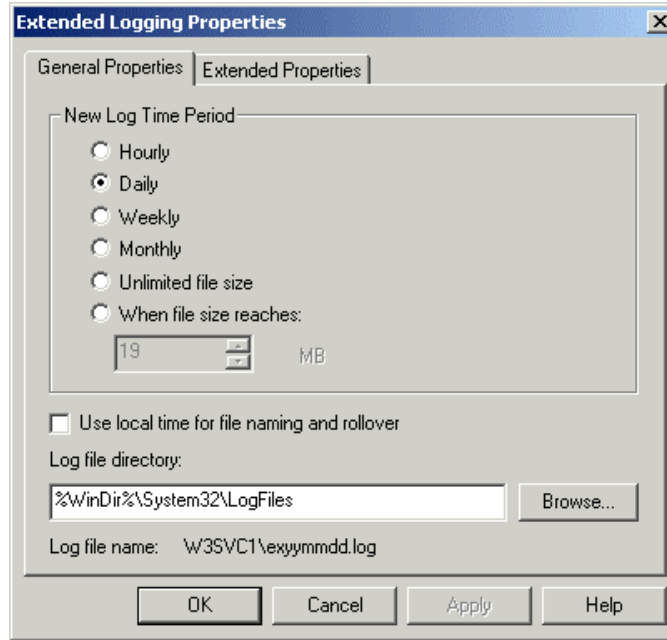 Extended Logging Properties
General Properties Extended Properties
New Log Time Period
Hourly
Daily
Weekly
Monthly
Unlimited file size
When file size reaches:
19 MB
Use local time for file naming and rollover
Log file directory:
%WinDir%\System32\LogFiles Browse...
Log file name: W3SVC1\exyymmdd.log
OK Cancel Apply Help